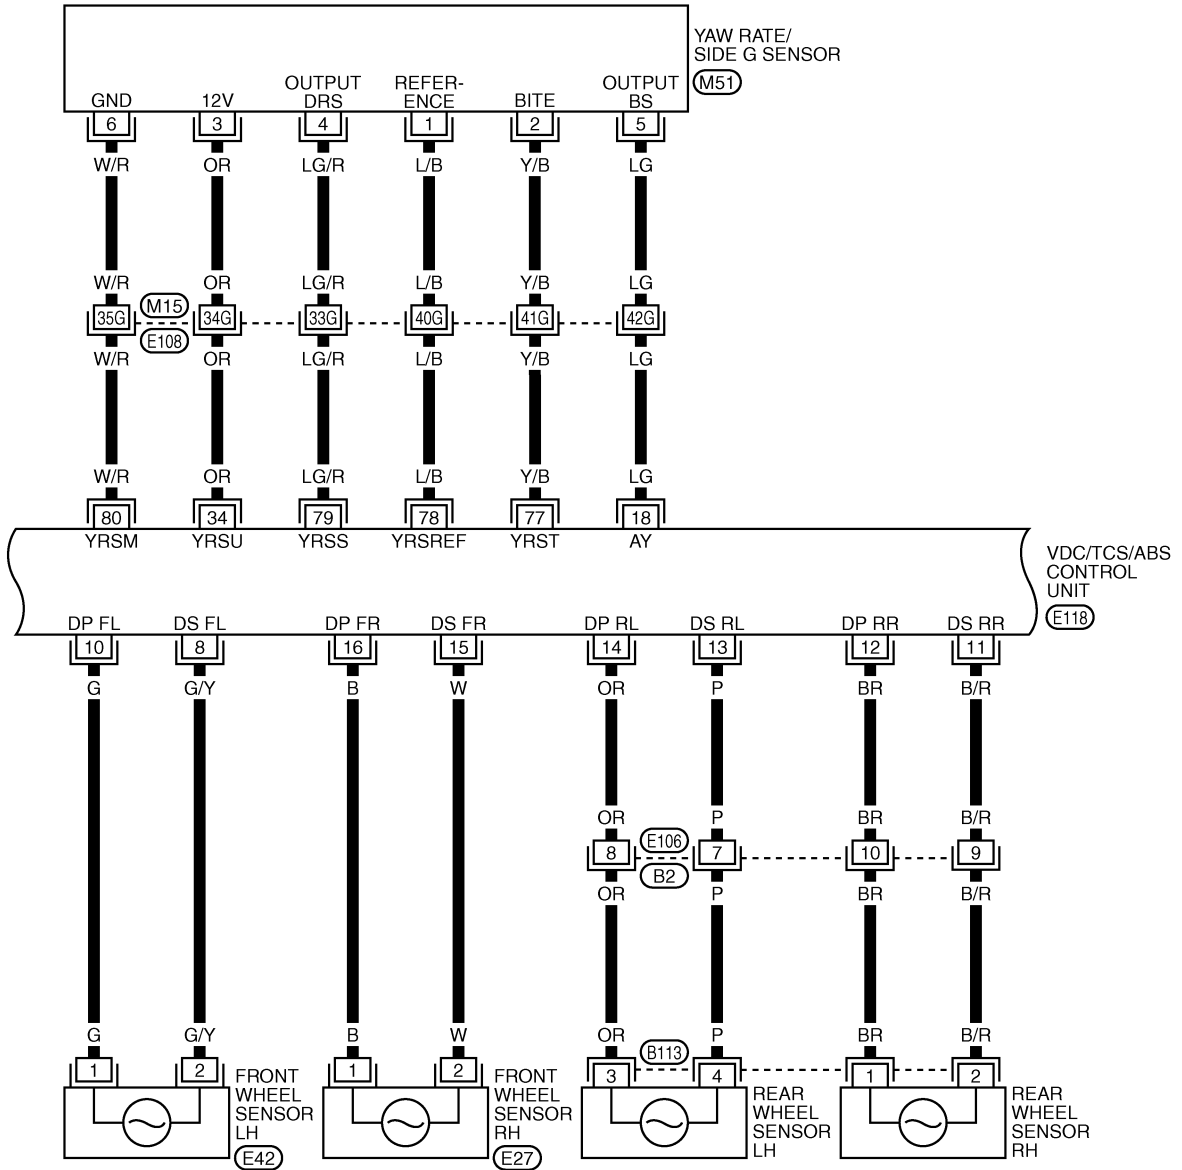 YAW RATE/
SIDE G SENSOR
M51
OUTPUT REFER- OUTPUT
GND 12V DRS ENCE BITE BS
6 3 4 1 2 5
W/R OR LG/R L/B Y/B LG
W/R OR LG/R L/B Y/B LG
M15
35G 34G 33G 40G 41G 42G
E108
W/R OR LG/R L/B Y/B LG
W/R OR LG/R L/B Y/B LG
80 34 79 78 77 18
YRSM YRSU YRSS YRSREF YRST AY
VDC/TCS/ABS
CONTROL
UNIT
E118
DP FL DS FL DP FR DS FR DP RL DS RL DP RR DS RR
10 8 16 15 14 13 12 11
G G/Y B W OR P BR B/R
OR P BR B/R
E106
8 7 10 9
B2
OR P BR B/R
G G/Y B W OR P BR B/R
B113
1 2 1 2 3 4 1 2
FRONT
WHEEL
SENSOR
LH
E42
FRONT
WHEEL
SENSOR
RH
E27
REAR
WHEEL
SENSOR
LH
REAR
WHEEL
SENSOR
RH